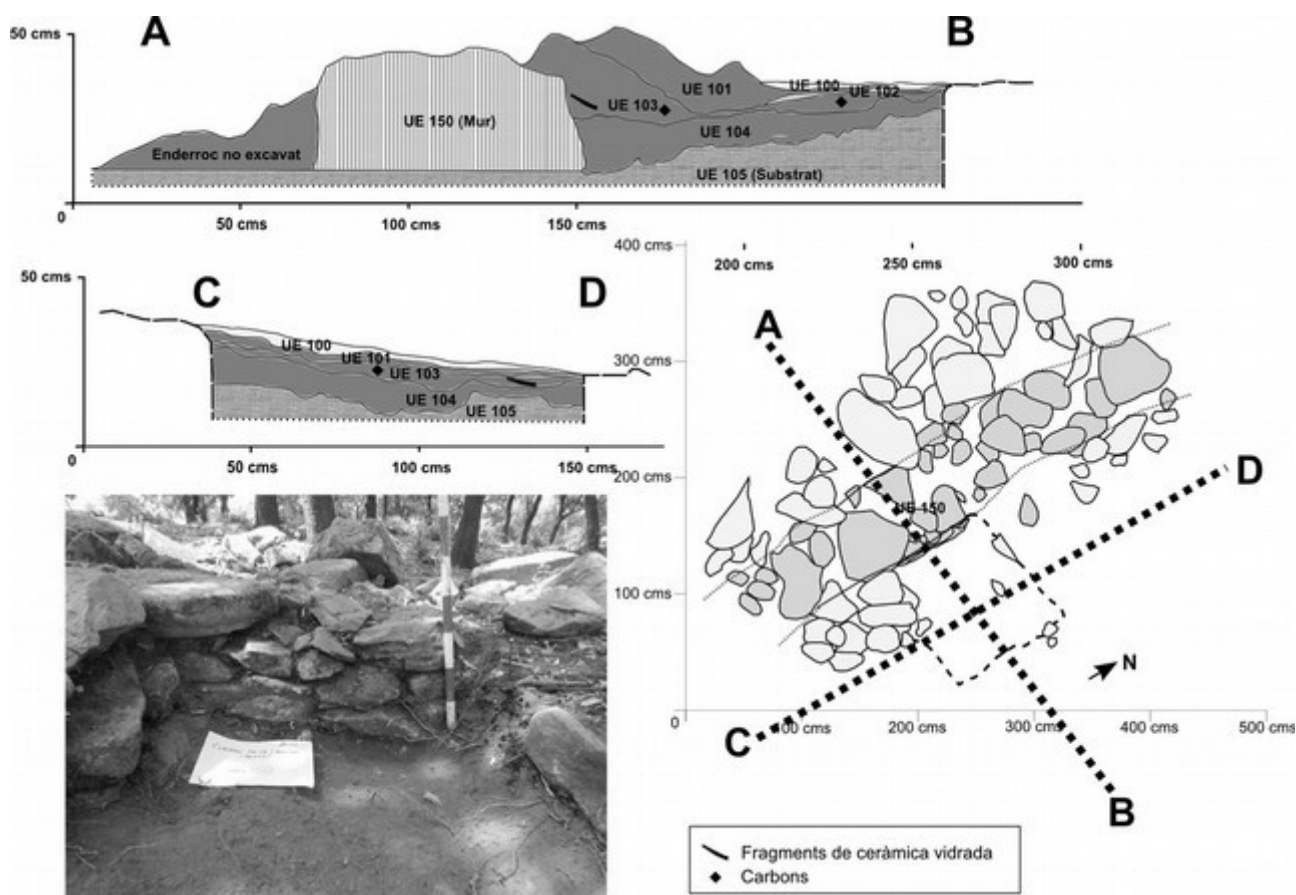 50 cms
A
B
UE 101
UE 100
UE 102
UE 103
UE 150 (Mur)
UE 104
Enderroc no excavat
UE 105 (Substrat)
0
50 cms
100 cms
150 cms
200 cms
250 cms
300 cms
50 cms
C
D
UE 100
UE 101
UE 103
UE 104
UE 105
0
50 cms
100 cms
150 cms
400 cms
300 cms
200 cms
100 cms
A
D
UE 150
N
C
B
0
100 cms
200 cms
300 cms
400 cms
500 cms
Fragments de ceràmica vidrada
Carbons